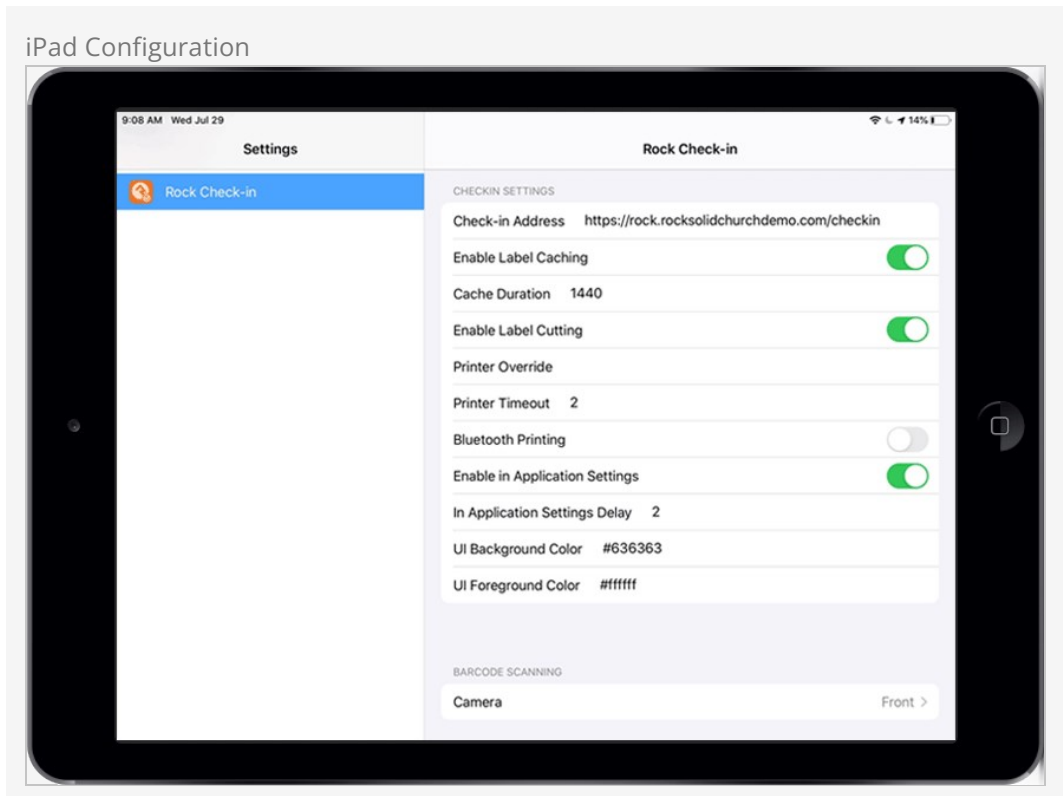 iPad Configuration
9:08 AM Wed Jul 29 14%
Settings Rock Check-in
Rock Check-in
CHECKIN SETTINGS
Check-in Address https://rock.rocksolidchurchdemo.com/checkin
Enable Label Caching
Cache Duration 1440
Enable Label Cutting
Printer Override
Printer Timeout 2
Bluetooth Printing
Enable in Application Settings
In Application Settings Delay 2
UI Background Color #636363
UI Foreground Color #ffffff
BARCODE SCANNING
Camera Front >